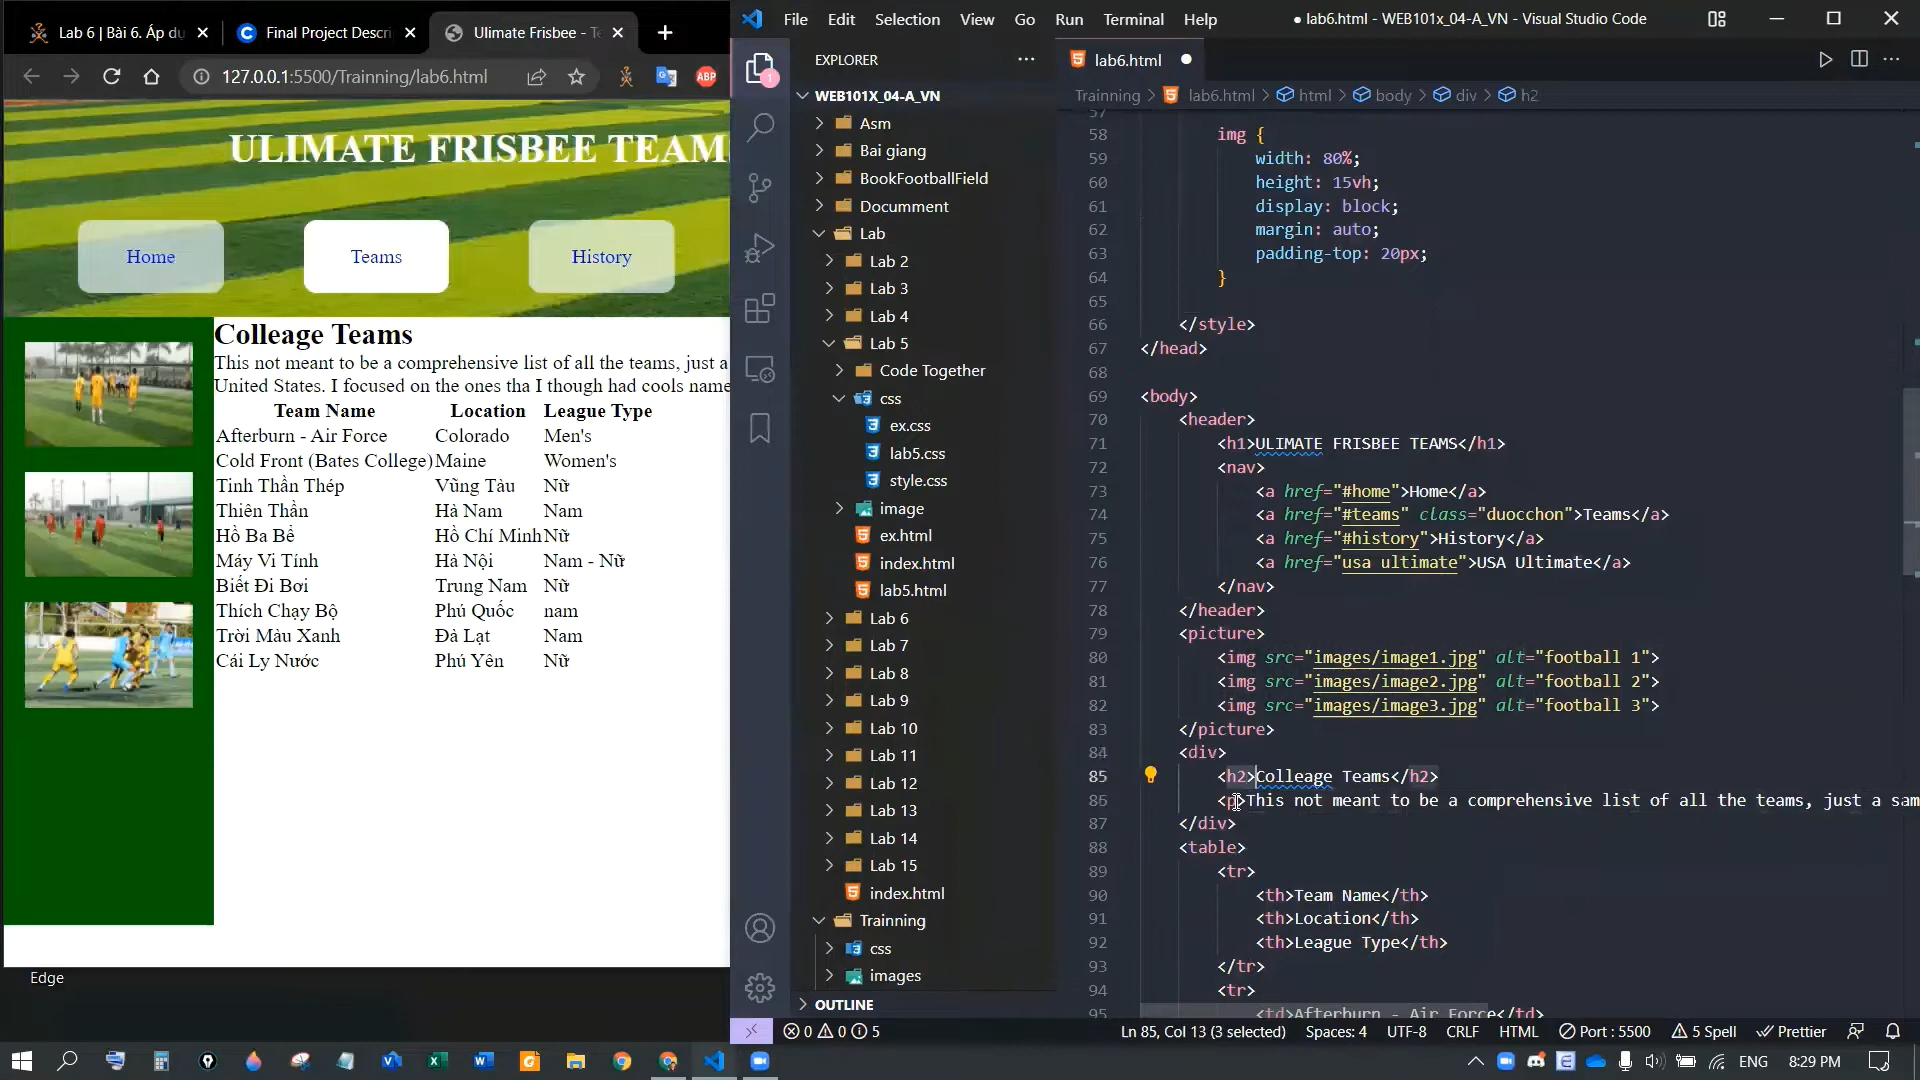 Lab 6 | Bài 6. Áp dụ
Final Project Descri
Ulimate Frisbee - Te
127.0.0.1:5500/Trainning/lab6.html
ABP
ULIMATE FRISBEE TEAM
Home
Teams
History
Colleage Teams
This not meant to be a comprehensive list of all the teams, just a
United States. I focused on the ones tha I though had cools name
Team Name Location League Type
Afterburn - Air Force Colorado Men's
Cold Front (Bates College) Maine Women's
Tinh Thần Thép Vũng Tàu Nữ
Thiên Thần Hà Nam Nam
Hồ Ba Bể Hồ Chí Minh Nữ
Máy Vi Tính Hà Nội Nam - Nữ
Biết Đi Bơi Trung Nam Nữ
Thích Chạy Bộ Phú Quốc nam
Trời Màu Xanh Đà Lạt Nam
Cái Ly Nước Phú Yên Nữ
Edge
File Edit Selection View Go Run Terminal Help
● lab6.html - WEB101x_04-A_VN - Visual Studio Code
1
EXPLORER
WEB101X_04-A_VN
Asm
Bai giang
BookFootballField
Documment
Lab
Lab 2
Lab 3
Lab 4
Lab 5
Code Together
css
ex.css
lab5.css
style.css
image
ex.html
index.html
lab5.html
Lab 6
Lab 7
Lab 8
Lab 9
Lab 10
Lab 11
Lab 12
Lab 13
Lab 14
Lab 15
index.html
Trainning
css
images
OUTLINE
lab6.html
Trainning > lab6.html > html > body > div > h2
57
58 img {
59 width: 80%;
60 height: 15vh;
61 display: block;
62 margin: auto;
63 padding-top: 20px;
64 }
65
66 </style>
67 </head>
68
69 <body>
70 <header>
71 <h1>ULIMATE FRISBEE TEAMS</h1>
72 <nav>
73 <a href="#home">Home</a>
74 <a href="#teams" class="duocchon">Teams</a>
75 <a href="#history">History</a>
76 <a href="usa ultimate">USA Ultimate</a>
77 </nav>
78 </header>
79 <picture>
80 <img src="images/image1.jpg" alt="football 1">
81 <img src="images/image2.jpg" alt="football 2">
82 <img src="images/image3.jpg" alt="football 3">
83 </picture>
84 <div>
85 <h2>Colleage Teams</h2>
86 <p>This not meant to be a comprehensive list of all the teams, just a sam
87 </div>
88 <table>
89 <tr>
90 <th>Team Name</th>
91 <th>Location</th>
92 <th>League Type</th>
93 </tr>
94 <tr>
95 <td>Afterburn - Air Force</td>
0 0 5
Ln 85, Col 13 (3 selected) Spaces: 4 UTF-8 CRLF HTML Port : 5500 5 Spell Prettier
ENG 8:29 PM